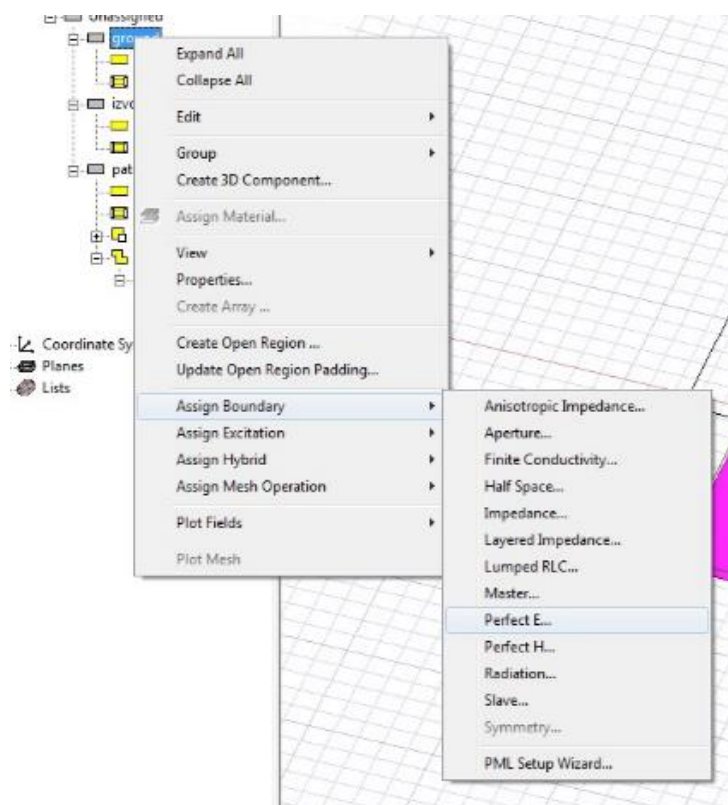 Unassigned
ground
izvo
pat
Coordinate Sy
Planes
Lists
Expand All
Collapse All
Edit
Group
Create 3D Component...
Assign Material...
View
Properties...
Create Array ...
Create Open Region ...
Update Open Region Padding...
Assign Boundary
Assign Excitation
Assign Hybrid
Assign Mesh Operation
Plot Fields
Plot Mesh
Anisotropic Impedance...
Aperture...
Finite Conductivity...
Half Space...
Impedance...
Layered Impedance...
Lumped RLC...
Master...
Perfect E...
Perfect H...
Radiation...
Slave...
Symmetry...
PML Setup Wizard...